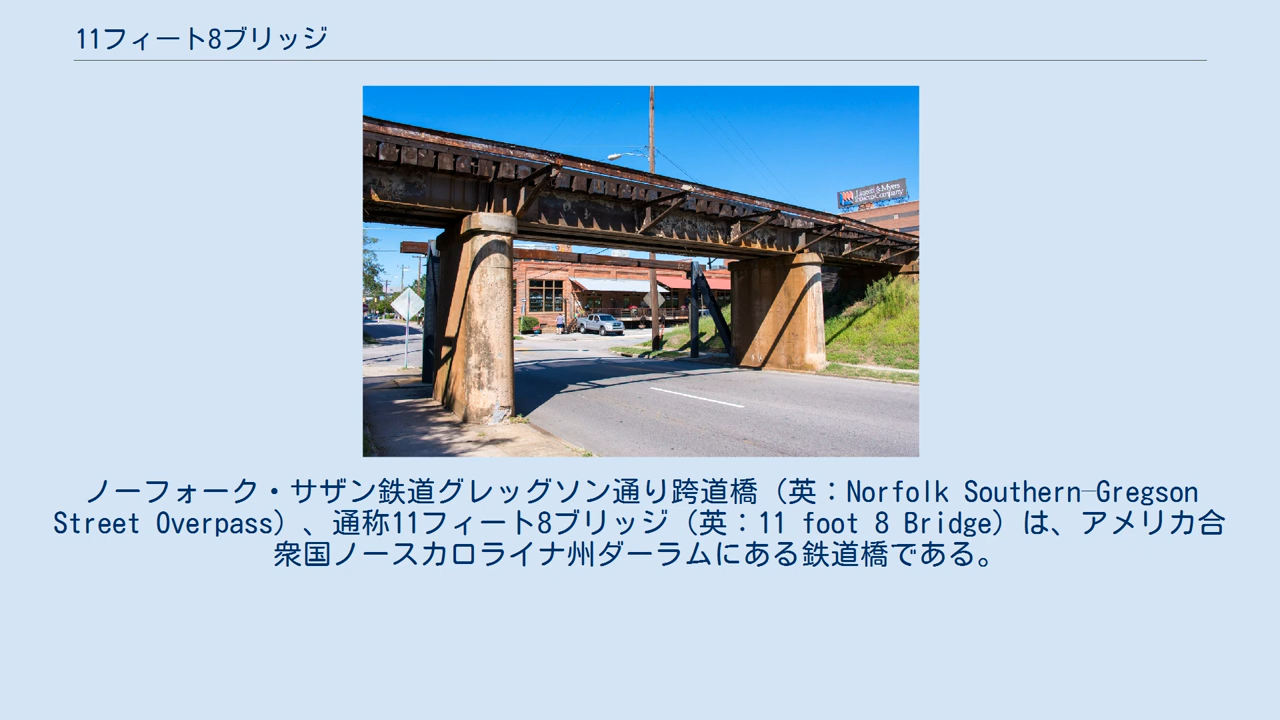 11フィート8ブリッジ
Liggett & Myers
Tobacco Company
ノーフォーク・サザン鉄道グレッグソン通り跨道橋（英：Norfolk Southern–Gregson
Street Overpass）、通称11フィート8ブリッジ（英：11 foot 8 Bridge）は、アメリカ合
衆国ノースカロライナ州ダーラムにある鉄道橋である。